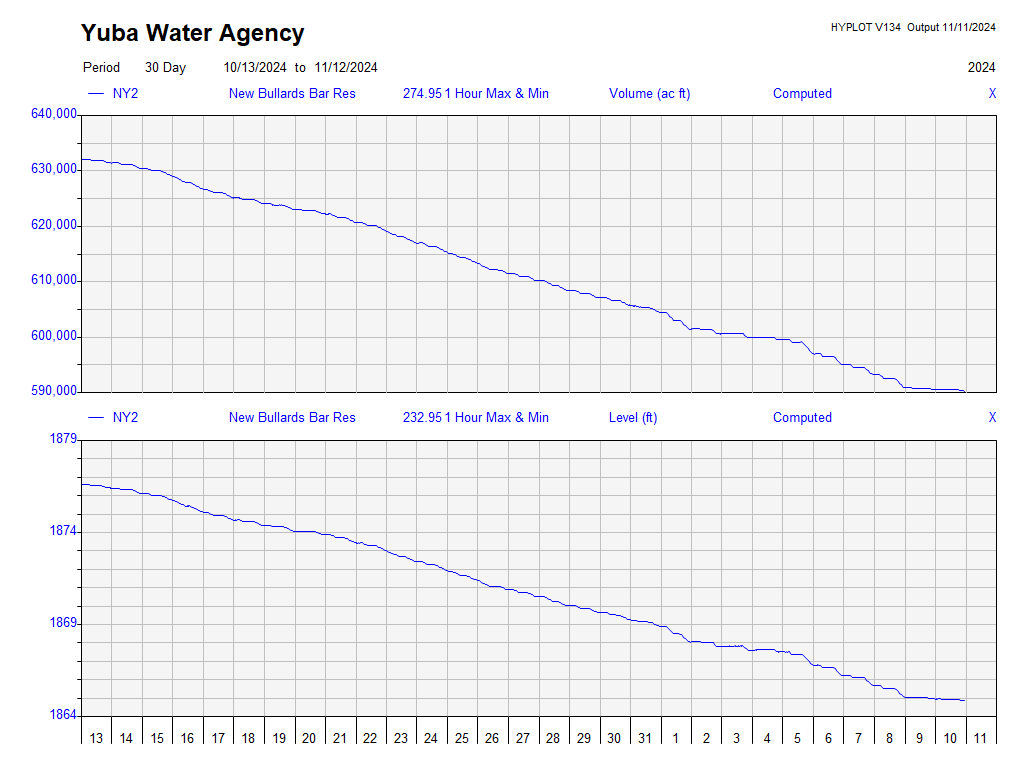 Yuba Water Agency
HYPLOT V134 Output 11/11/2024
Period 30 Day 10/13/2024 to 11/12/2024 2024
NY2 New Bullards Bar Res 274.95 1 Hour Max & Min Volume (ac ft) Computed X
640,000
630,000
620,000
610,000
600,000
590,000
NY2 New Bullards Bar Res 232.95 1 Hour Max & Min Level (ft) Computed X
1879
1874
1869
1864
13 14 15 16 17 18 19 20 21 22 23 24 25 26 27 28 29 30 31 1 2 3 4 5 6 7 8 9 10 11